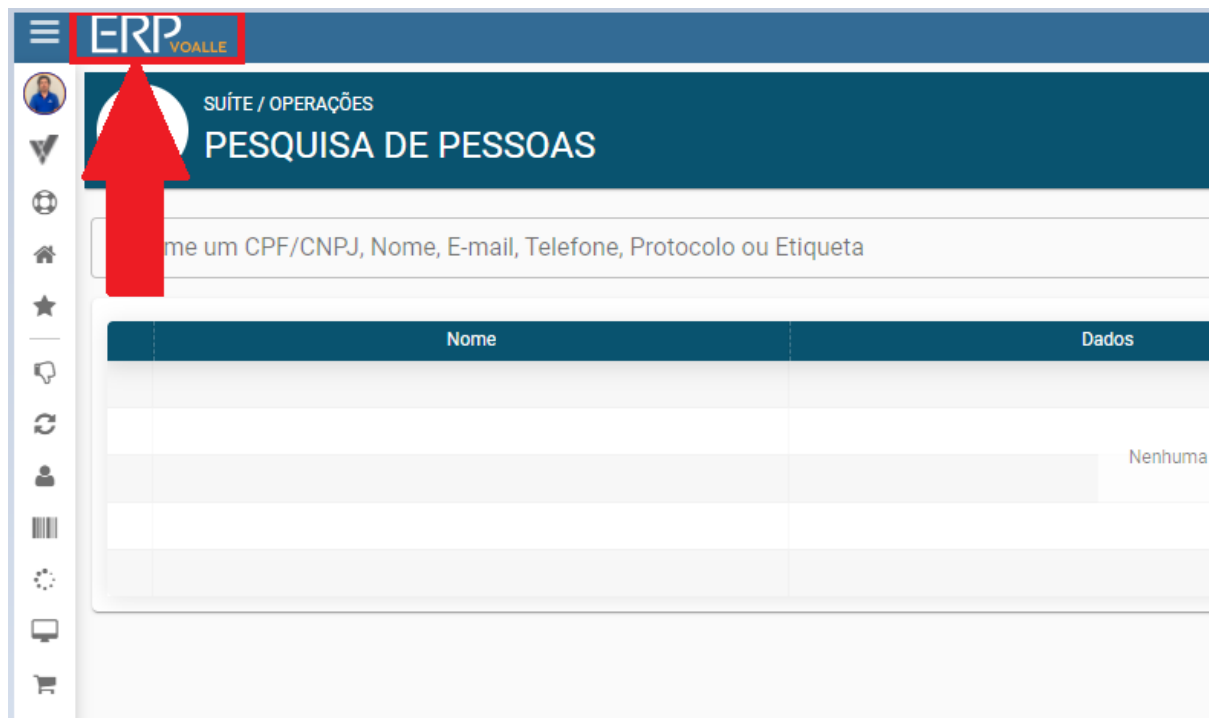 ERP VOALLE
SUÍTE / OPERAÇÕES
PESQUISA DE PESSOAS
me um CPF/CNPJ, Nome, E-mail, Telefone, Protocolo ou Etiqueta
Nome Dados
Nenhuma